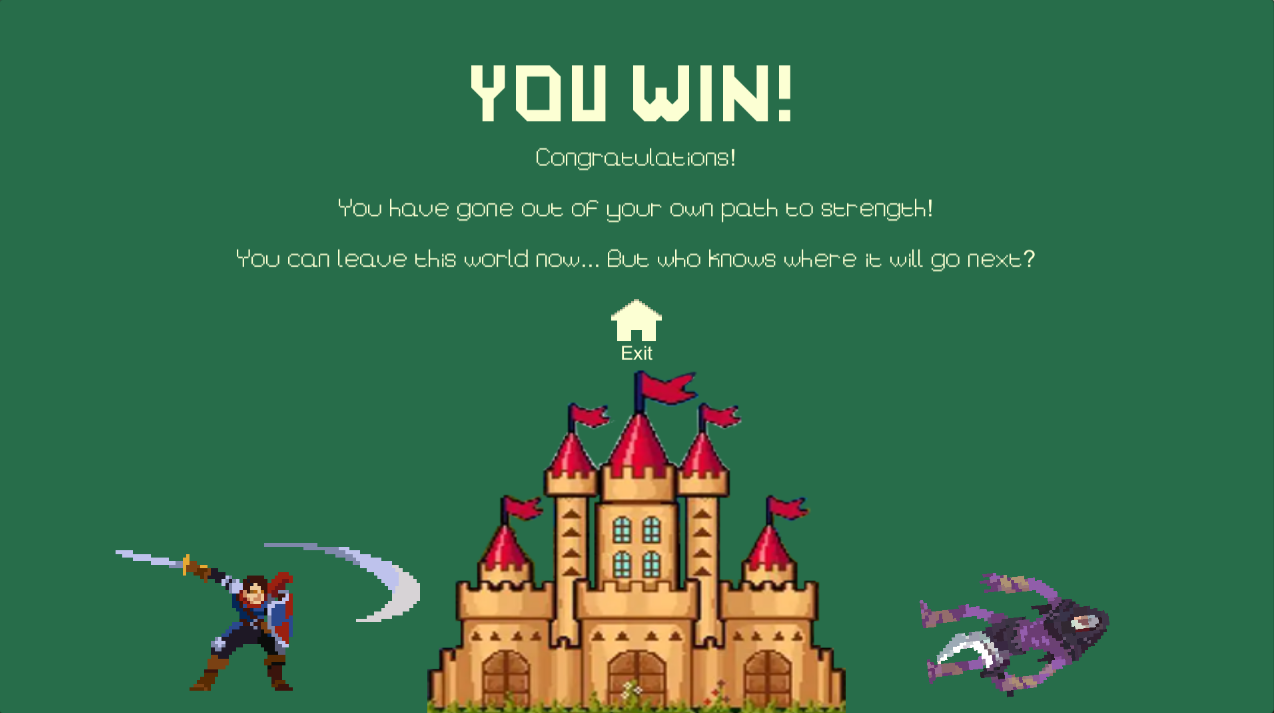 YOU WIN!
Congratulations!
You have gone out of your own path to strength!
You can leave this world now... But who knows where it will go next?
Exit